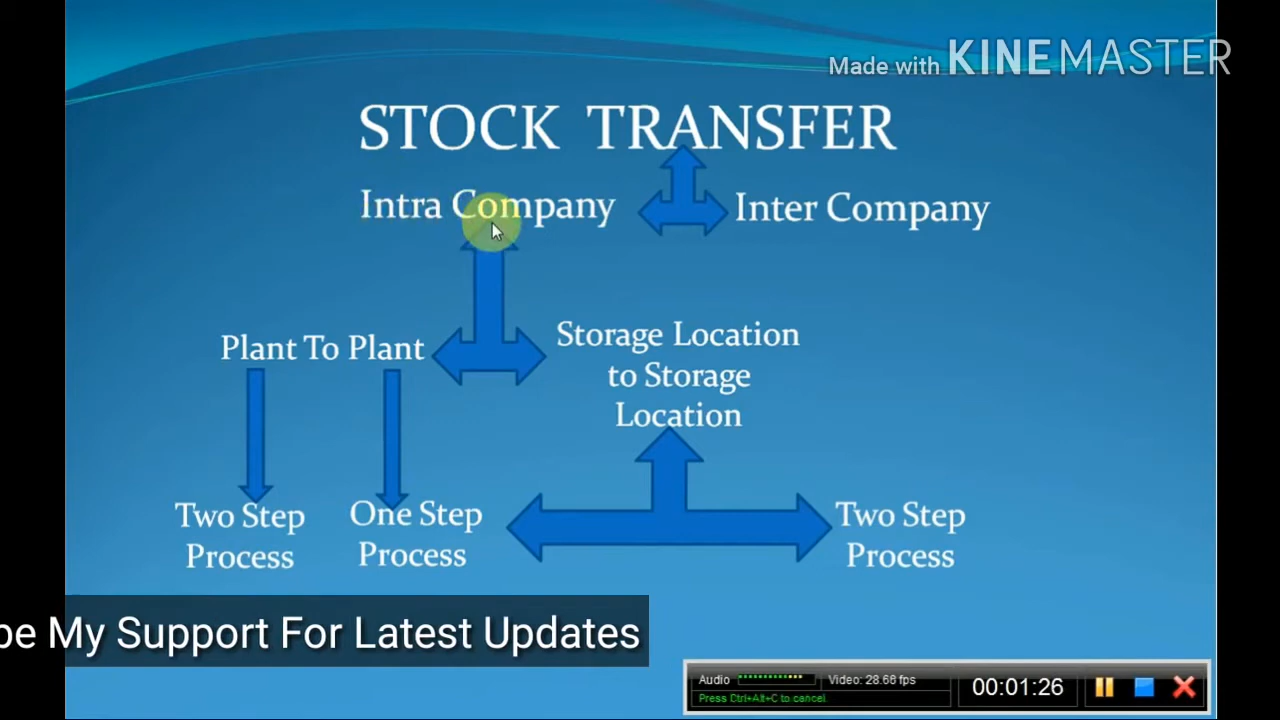 Made with KINEMASTER
STOCK TRANSFER
Intra Company
Inter Company
Plant To Plant
Storage Location
to Storage
Location
Two Step
Process
One Step
Process
Two Step
Process
be My Support For Latest Updates
Audio
Video: 28.68 fps
Press Ctrl+Alt+C to cancel
00:01:26